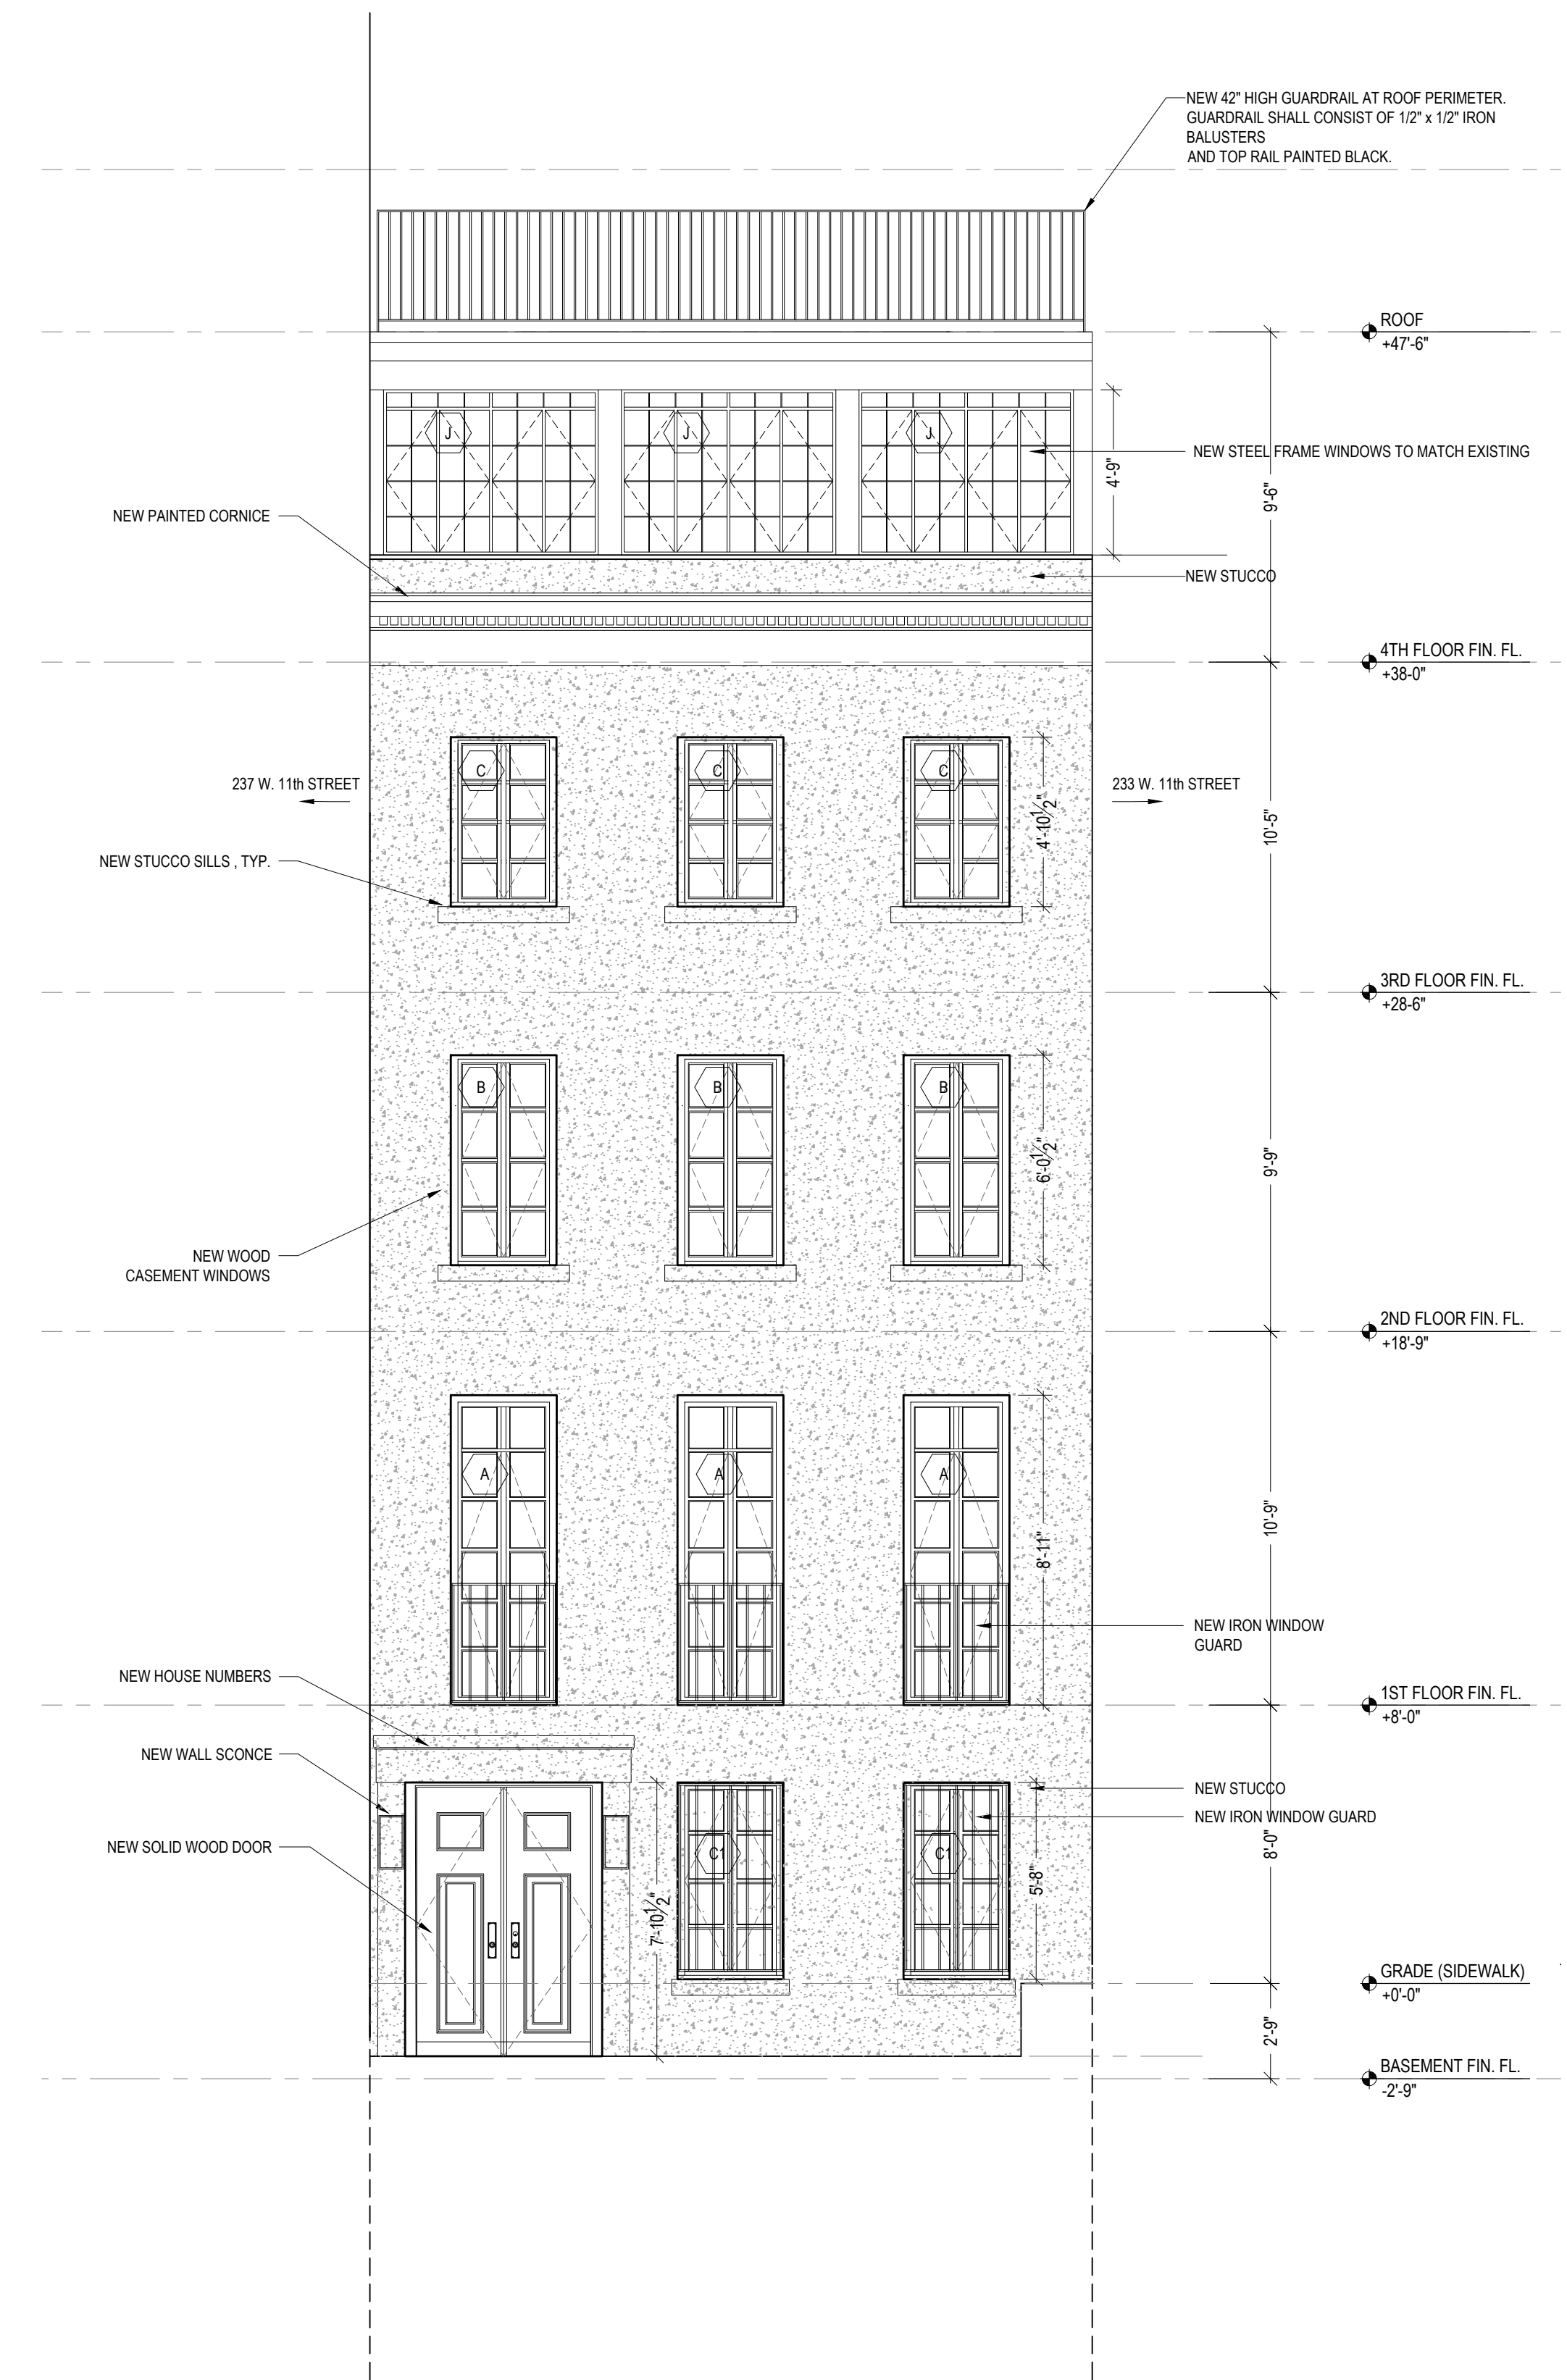 NEW 42" HIGH GUARDRAIL AT ROOF PERIMETER.
GUARDRAIL SHALL CONSIST OF 1/2" x 1/2" IRON
BALUSTERS
AND TOP RAIL PAINTED BLACK.
ROOF
+47'-6"
J
J
J
NEW STEEL FRAME WINDOWS TO MATCH EXISTING
4'-9"
9'-6"
NEW PAINTED CORNICE
NEW STUCCO
4TH FLOOR FIN. FL.
+38-0"
C
C
C
237 W. 11th STREET
233 W. 11th STREET
4'-10 1/2"
10'-5"
NEW STUCCO SILLS , TYP.
3RD FLOOR FIN. FL.
+28-6"
B
B
B
6'-0 1/2"
9'-9"
NEW WOOD
CASEMENT WINDOWS
2ND FLOOR FIN. FL.
+18'-9"
A
A
A
8'-11"
10'-9"
NEW IRON WINDOW
GUARD
NEW HOUSE NUMBERS
1ST FLOOR FIN. FL.
+8'-0"
NEW WALL SCONCE
NEW STUCCO
NEW IRON WINDOW GUARD
NEW SOLID WOOD DOOR
C1
C1
7'-10 1/2"
5'-8"
8'-0"
GRADE (SIDEWALK)
+0'-0"
2'-9"
BASEMENT FIN. FL.
-2'-9"